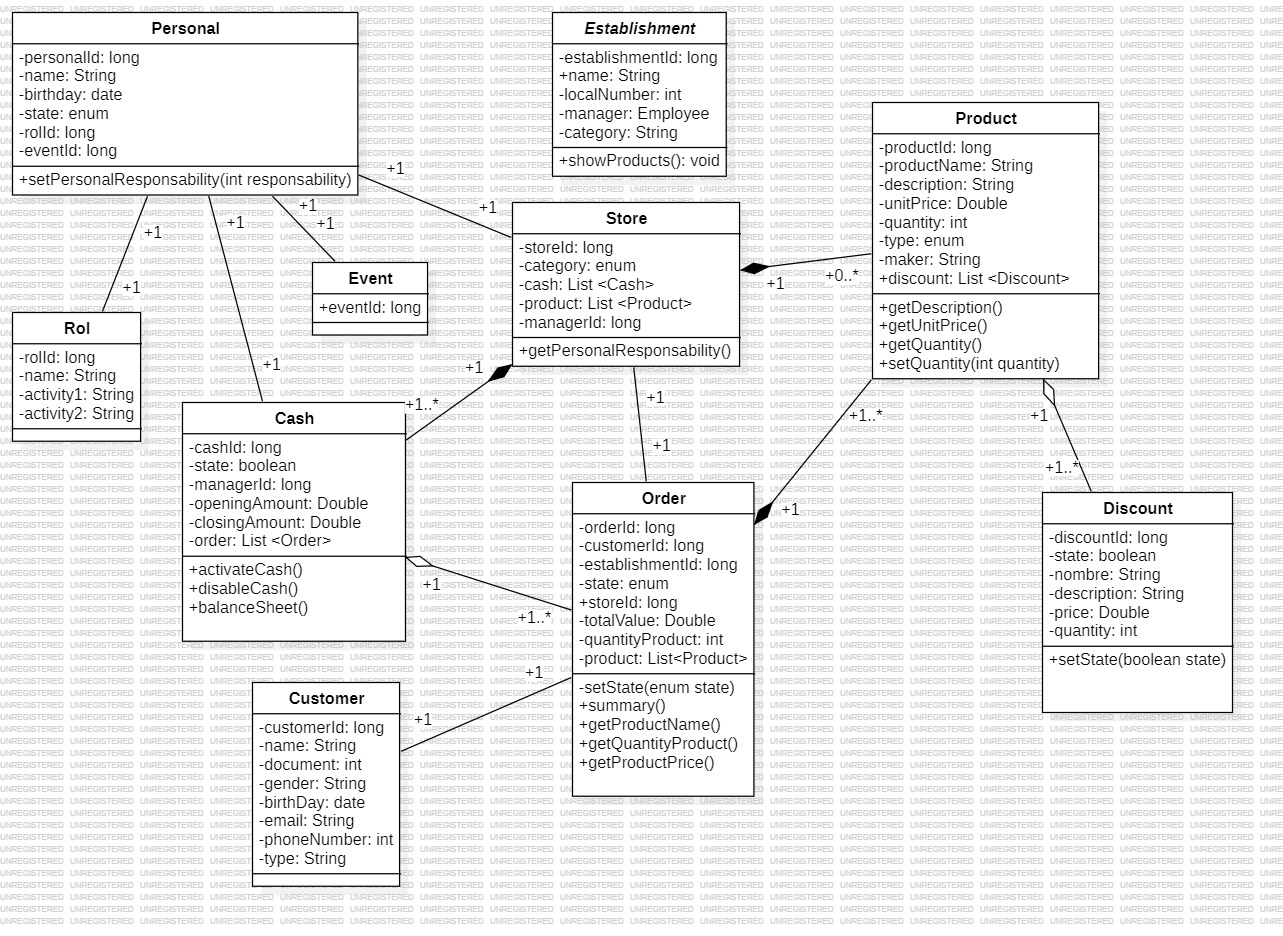 Personal
-personalId: long
-name: String
-birthday: date
-state: enum
-rolId: long
-eventId: long
+setPersonalResponsability(int responsability)
Establishment
-establishmentId: long
+name: String
-localNumber: int
-manager: Employee
-category: String
+showProducts(): void
Product
-productId: long
-productName: String
-description: String
-unitPrice: Double
-quantity: int
-type: enum
-maker: String
+discount: List <Discount>
+getDescription()
+getUnitPrice()
+getQuantity()
+setQuantity(int quantity)
+1
+1
+1
+1
+1
+1
+1
Store
-storeId: long
-category: enum
-cash: List <Cash>
-product: List <Product>
-managerId: long
+getPersonalResponsability()
+1
+0..*
Event
+eventId: long
Rol
-rolId: long
-name: String
-activity1: String
-activity2: String
+1
+1
+1..*
+1
+1
+1..*
+1
+1
+1..*
Cash
-cashId: long
-state: boolean
-managerId: long
-openingAmount: Double
-closingAmount: Double
-order: List <Order>
+activateCash()
+disableCash()
+balanceSheet()
Order
-orderId: long
-customerId: long
-establishmentId: long
-state: enum
+storeId: long
-totalValue: Double
-quantityProduct: int
-product: List<Product>
-setState(enum state)
+summary()
+getProductName()
+getQuantityProduct()
+getProductPrice()
Discount
-discountId: long
-state: boolean
-nombre: String
-description: String
-price: Double
-quantity: int
+setState(boolean state)
+1
+1..*
+1
+1
Customer
-customerId: long
-name: String
-document: int
-gender: String
-birthDay: date
-email: String
-phoneNumber: int
-type: String
UNREGISTERED